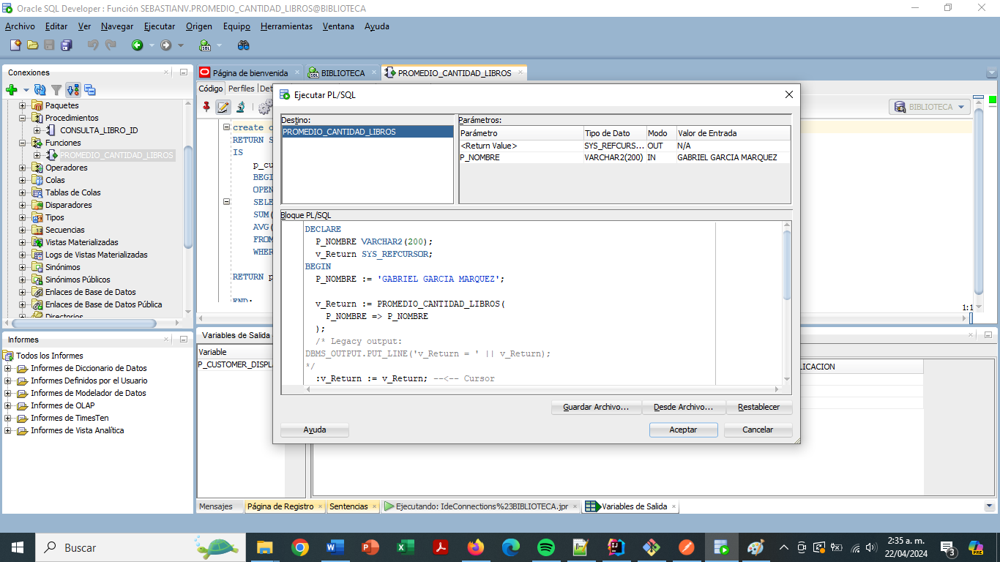 Oracle SQL Developer : Función SEBASTIANV.PROMEDIO_CANTIDAD_LIBROS@BIBLIOTECA
Archivo Editar Ver Navegar Ejecutar Origen Equipo Herramientas Ventana Ayuda
Conexiones
Paquetes
Procedimientos
CONSULTA_LIBRO_ID
Funciones
PROMEDIO_CANTIDAD_LIBROS
Operadores
Colas
Tablas de Colas
Disparadores
Tipos
Secuencias
Vistas Materializadas
Logs de Vistas Materializadas
Sinónimos
Sinónimos Públicos
Enlaces de Base de Datos
Enlaces de Base de Datos Pública
Directorios
Informes
Todos los Informes
Informes de Diccionario de Datos
Informes Definidos por el Usuario
Informes de Modelador de Datos
Informes de OLAP
Informes de TimesTen
Informes de Vista Analítica
Página de bienvenida BIBLIOTECA PROMEDIO_CANTIDAD_LIBROS
Código Perfiles Det
BIBLIOTECA
create o
RETURN S
IS
p_cu
BEGI
OPEN
SELE
SUM(
AVG(
FROM
WHER
RETURN p
END;
1:1
Ejecutar PL/SQL
Destino:
PROMEDIO_CANTIDAD_LIBROS
Parámetros:
Parámetro Tipo de Dato Modo Valor de Entrada
<Return Value> SYS_REFCURS... OUT N/A
P_NOMBRE VARCHAR2(200) IN GABRIEL GARCIA MARQUEZ
Bloque PL/SQL
DECLARE
P_NOMBRE VARCHAR2(200);
v_Return SYS_REFCURSOR;
BEGIN
P_NOMBRE := 'GABRIEL GARCIA MARQUEZ';
v_Return := PROMEDIO_CANTIDAD_LIBROS(
P_NOMBRE => P_NOMBRE
);
/* Legacy output:
DBMS_OUTPUT.PUT_LINE('v_Return = ' || v_Return);
*/
:v_Return := v_Return; --<-- Cursor
Guardar Archivo... Desde Archivo... Restablecer
Ayuda Aceptar Cancelar
Variables de Salida
Variable
P_CUSTOMER_DISPL
LICACION
Mensajes Página de Registro Sentencias Ejecutando: IdeConnections%23BIBLIOTECA.jpr Variables de Salida
Buscar
2:35 a. m.
22/04/2024
3
PRE